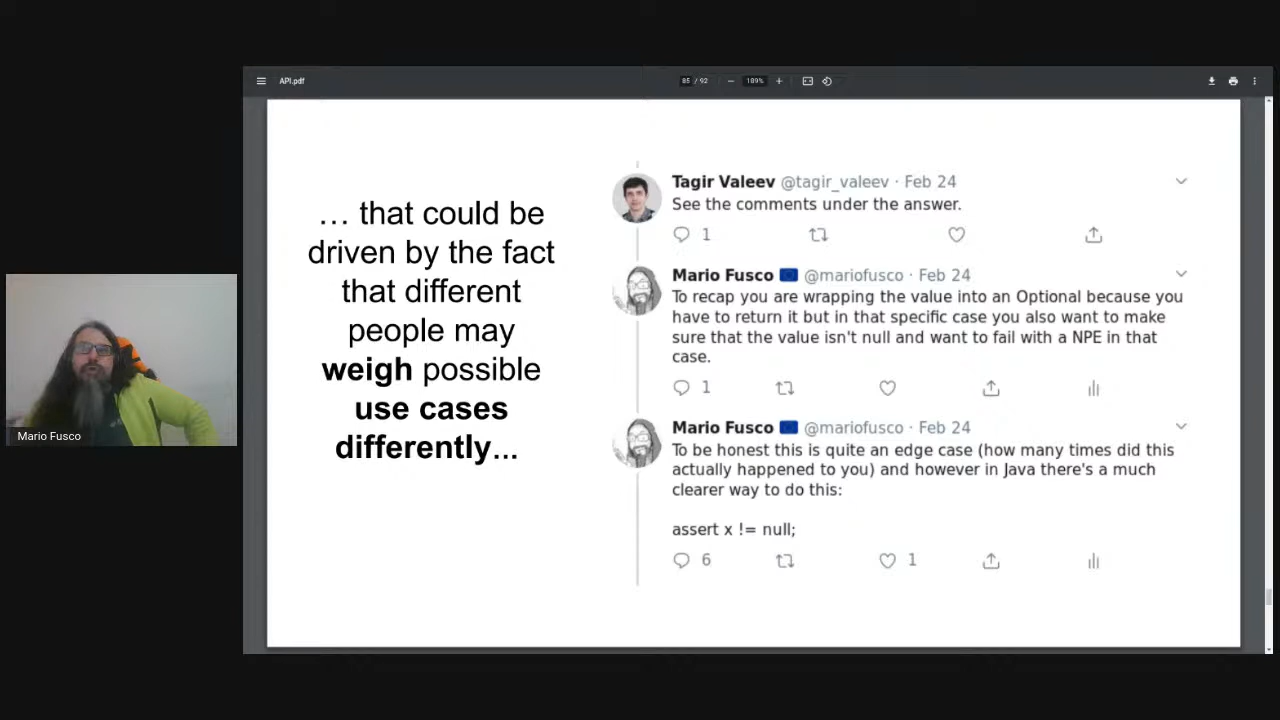 API.pdf
85 / 92
189%
… that could be
driven by the fact
that different
people may
weigh possible
use cases
differently...
Tagir Valeev @tagir_valeev · Feb 24
See the comments under the answer.
1
Mario Fusco @mariofusco · Feb 24
To recap you are wrapping the value into an Optional because you
have to return it but in that specific case you also want to make
sure that the value isn't null and want to fail with a NPE in that
case.
1
Mario Fusco @mariofusco · Feb 24
To be honest this is quite an edge case (how many times did this
actually happened to you) and however in Java there's a much
clearer way to do this:
assert x != null;
6
1
Mario Fusco